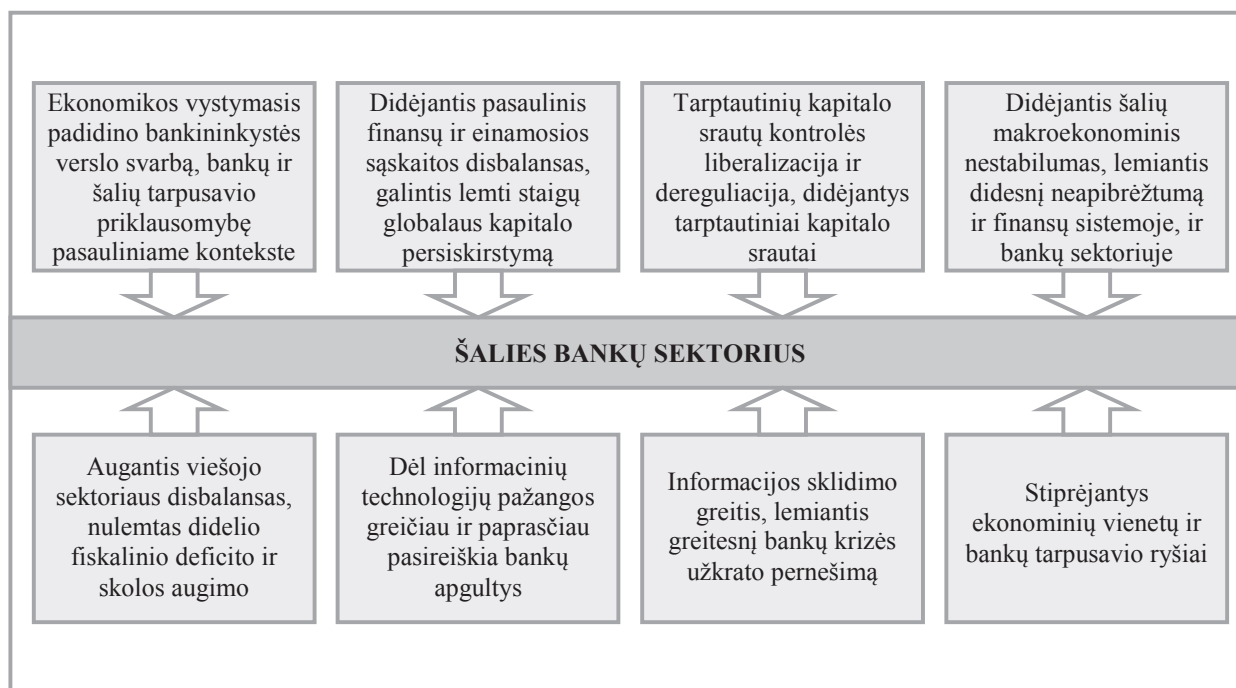 Ekonomikos vystymasis
padidino bankininkystės
verslo svarbą, bankų ir
šalių tarpusavio
priklausomybę
pasauliniame kontekste
Didėjantis pasaulinis
finansų ir einamosios
sąskaitos disbalansas,
galintis lemti staigų
globalaus kapitalo
persiskirstymą
Tarptautinių kapitalo
srautų kontrolės
liberalizacija ir
dereguliacija, didėjantys
tarptautiniai kapitalo
srautai
Didėjantis šalių
makroekonominis
nestabilumas, lemiantis
didesnį neapibrėžtumą
ir finansų sistemoje, ir
bankų sektoriuje
ŠALIES BANKŲ SEKTORIUS
Augantis viešojo
sektoriaus disbalansas,
nulemtas didelio
fiskalinio deficito ir
skolos augimo
Dėl informacinių
technologijų pažangos
greičiau ir paprasčiau
pasireiškia bankų
apgultys
Informacijos sklidimo
greitis, lemiantis
greitesnį bankų krizės
užkrato pernešimą
Stiprėjantys
ekonominių vienetų ir
bankų tarpusavio ryšiai